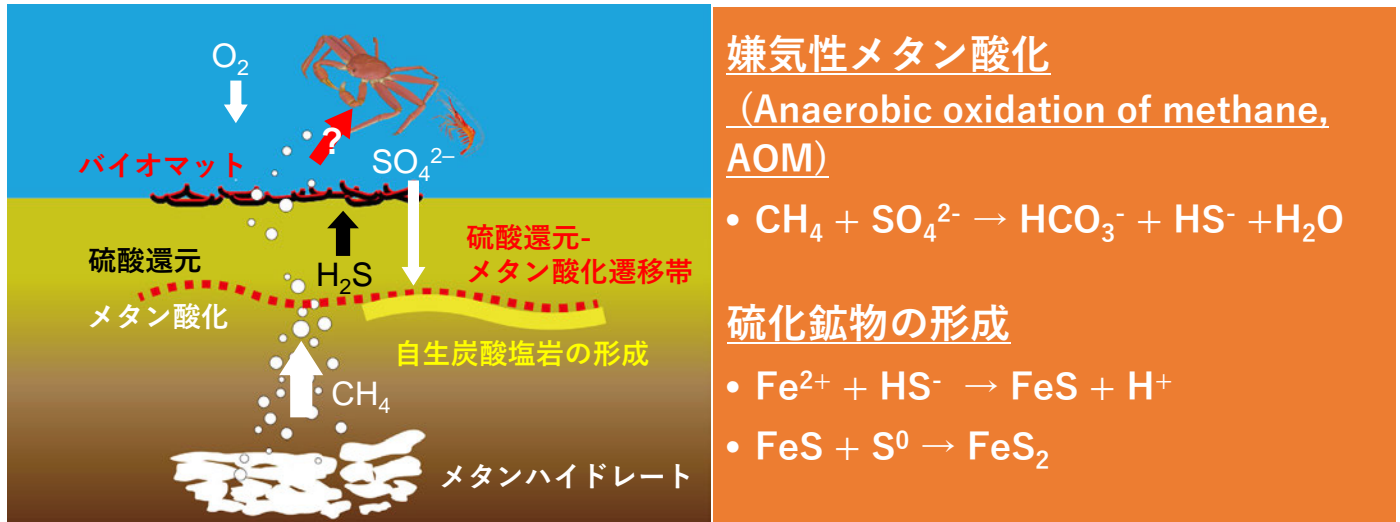 O₂
?
バイオマット
SO₄²⁻
硫酸還元
H₂S
硫酸還元-
メタン酸化遷移帯
メタン酸化
自生炭酸塩岩の形成
CH₄
メタンハイドレート
嫌気性メタン酸化
（Anaerobic oxidation of methane,
AOM）
• CH₄ + SO₄²⁻ → HCO₃⁻ + HS⁻ +H₂O
硫化鉱物の形成
• Fe²⁺ + HS⁻ → FeS + H⁺
• FeS + S⁰ → FeS₂